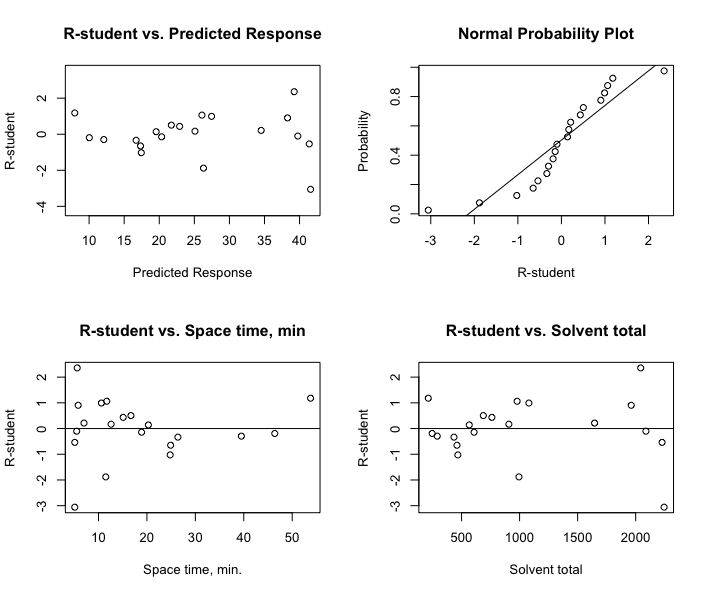 R-student vs. Predicted Response
R-student
2
0
-2
-4
10 15 20 25 30 35 40
Predicted Response
Normal Probability Plot
Probability
0.8
0.4
0.0
-3 -2 -1 0 1 2
R-student
R-student vs. Space time, min
R-student
2
1
0
-1
-2
-3
10 20 30 40 50
Space time, min.
R-student vs. Solvent total
R-student
2
1
0
-1
-2
-3
500 1000 1500 2000
Solvent total